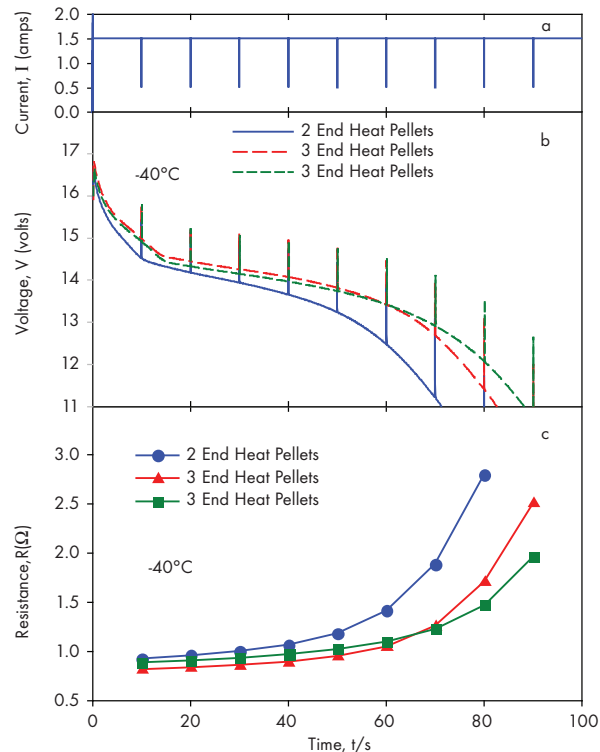 Current, I (amps)
2.0
1.5
1.0
0.5
0.0
a
Voltage, V (volts)
17
16
15
14
13
12
11
2 End Heat Pellets
3 End Heat Pellets
3 End Heat Pellets
b
-40°C
Resistance,R(Ω)
3.0
2.5
2.0
1.5
1.0
0.5
c
2 End Heat Pellets
3 End Heat Pellets
3 End Heat Pellets
-40°C
0 20 40 60 80 100
Time, t/s